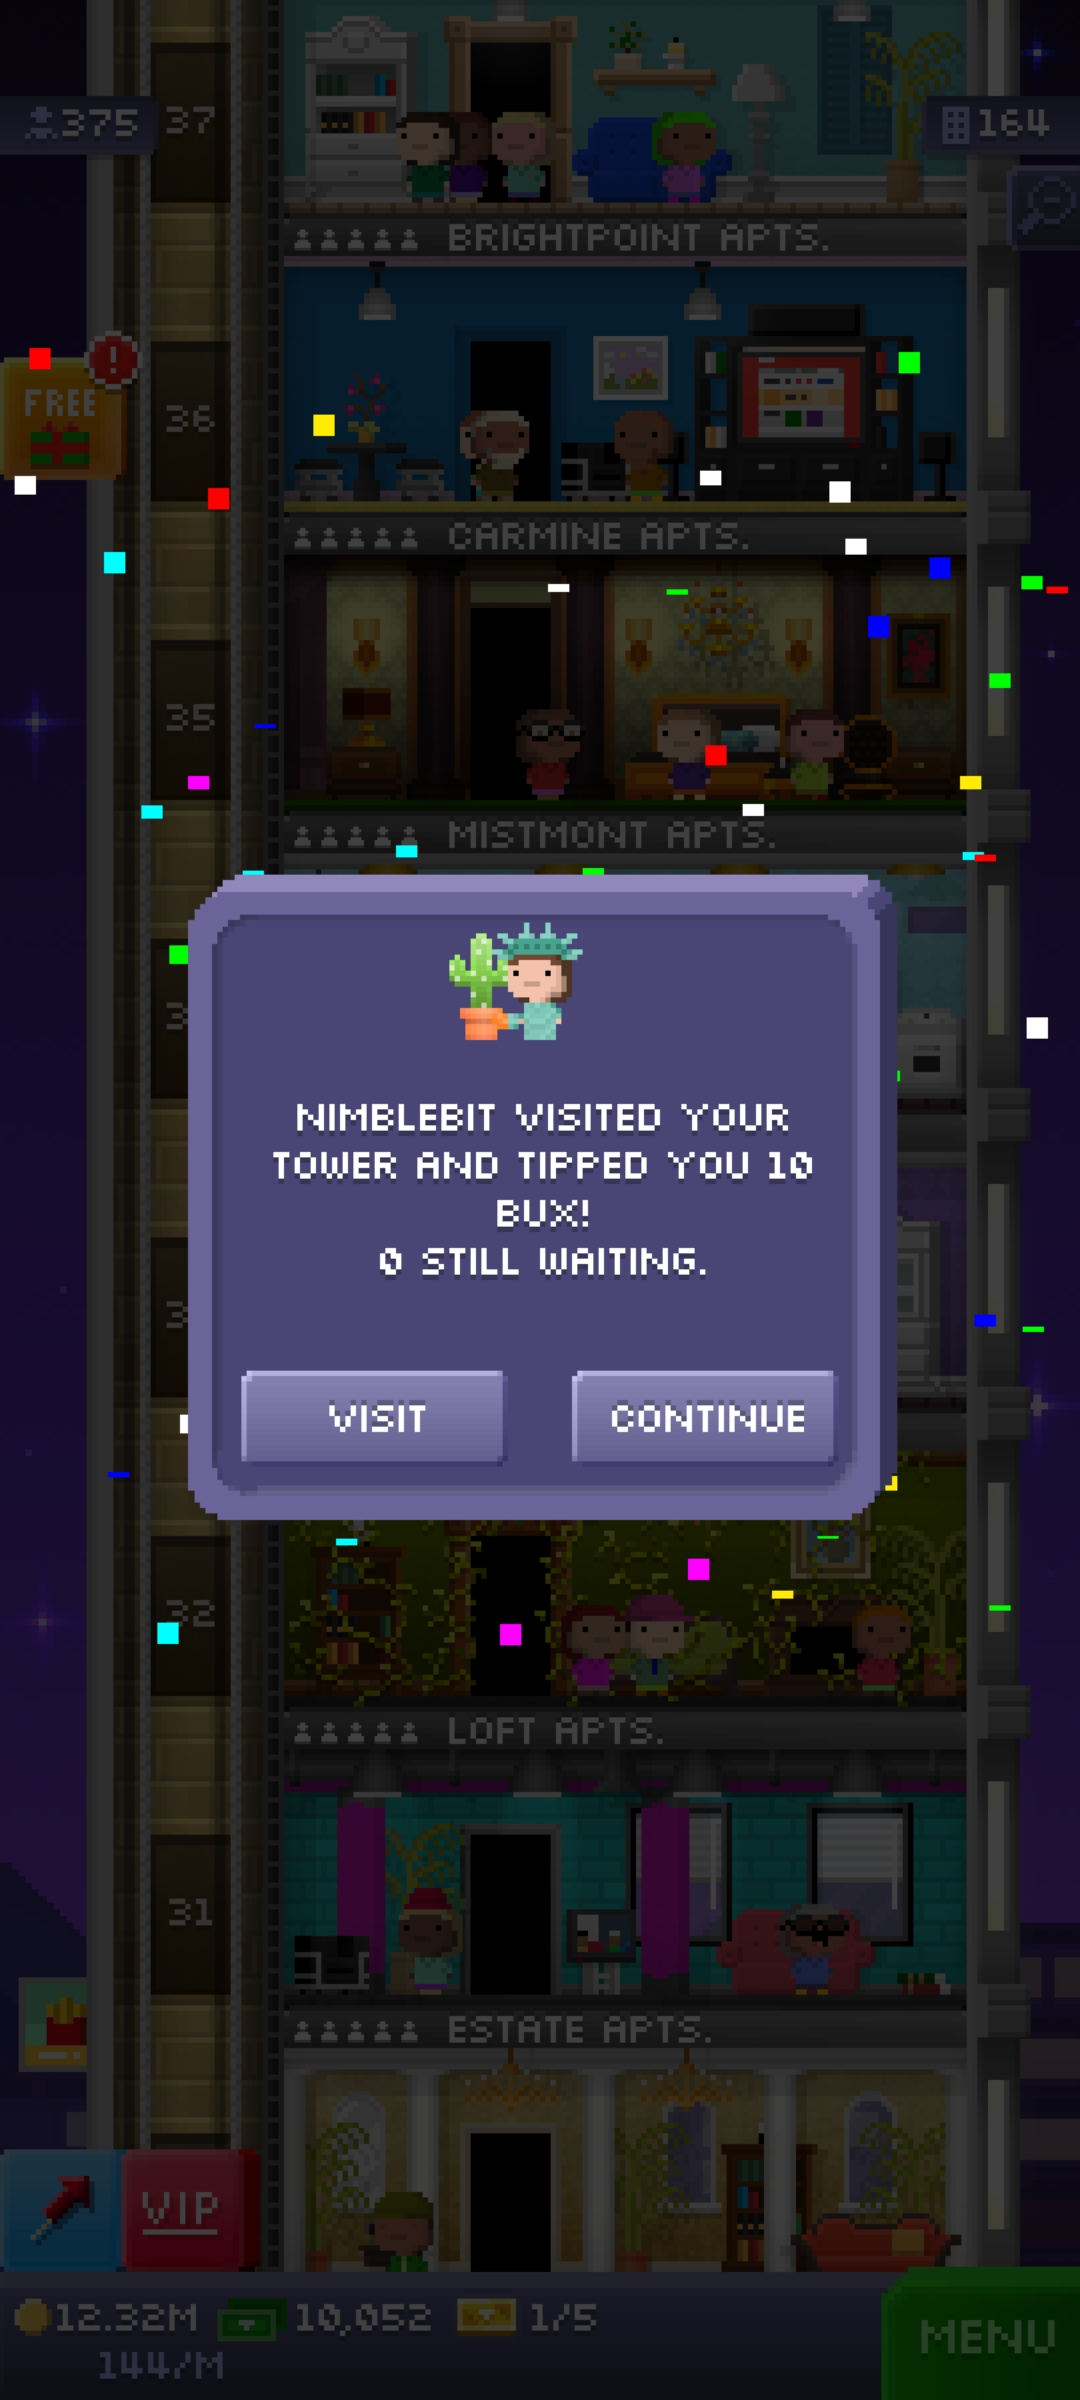 375
37
164
BRIGHTPOINT APTS.
FREE
!
36
CARMINE APTS.
35
MISTMONT APTS.
NIMBLEBIT VISITED YOUR
TOWER AND TIPPED YOU 10
BUX!
0 STILL WAITING.
VISIT
CONTINUE
32
LOFT APTS.
31
ESTATE APTS.
VIP
12.32M
10,052
1/5
144/M
MENU